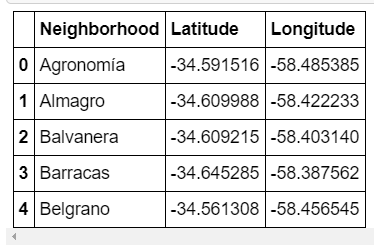 Neighborhood Latitude Longitude
0 Agronomía -34.591516 -58.485385
1 Almagro -34.609988 -58.422233
2 Balvanera -34.609215 -58.403140
3 Barracas -34.645285 -58.387562
4 Belgrano -34.561308 -58.456545